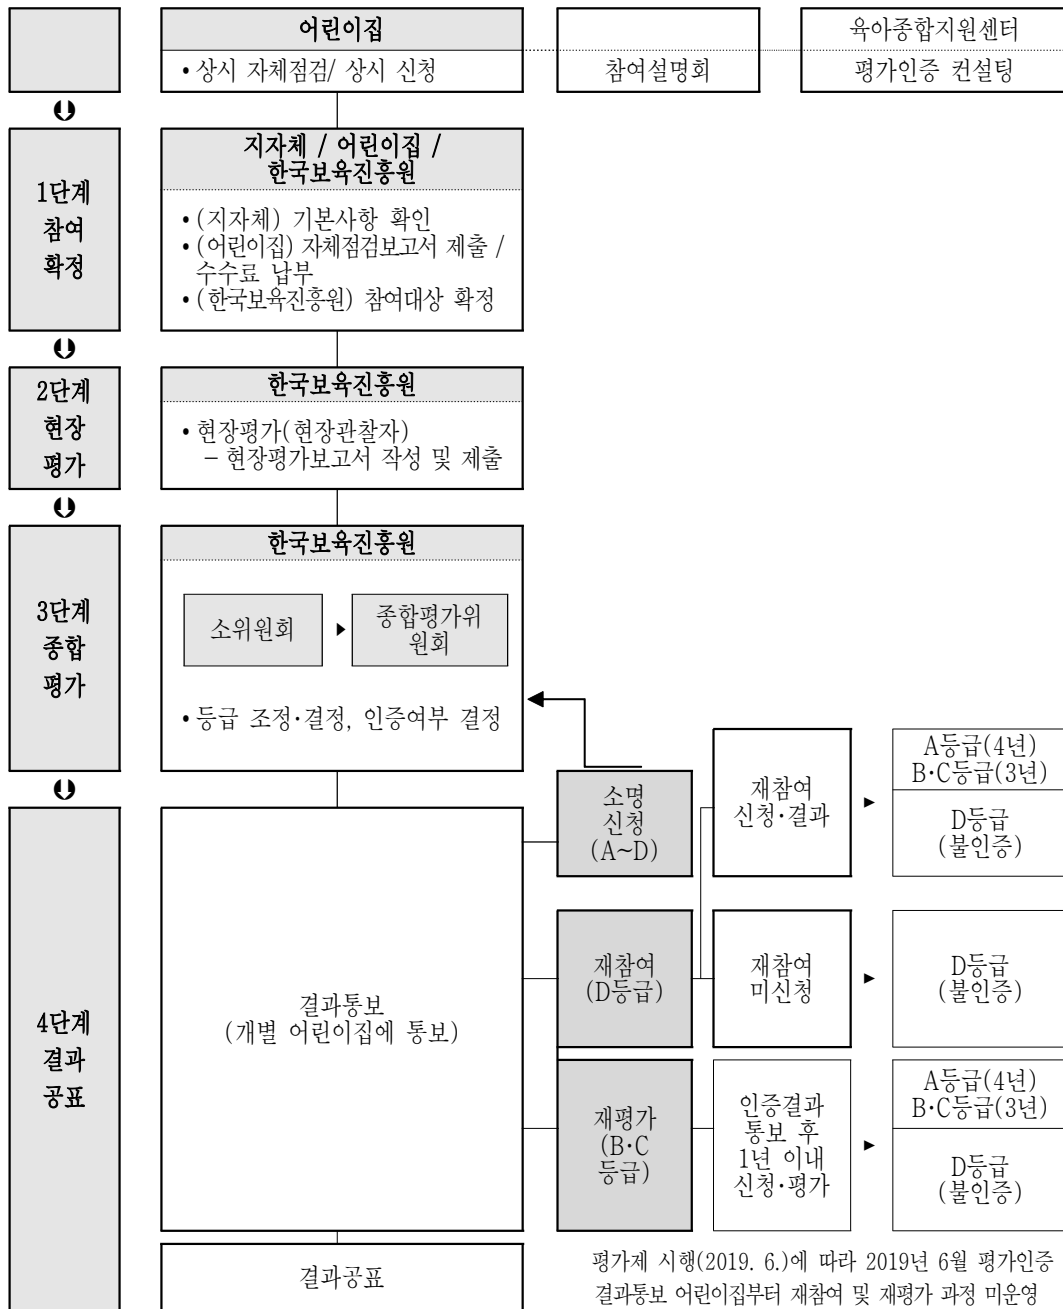 어린이집
• 상시 자체점검/ 상시 신청
참여설명회
육아종합지원센터
평가인증 컨설팅
1단계
참여
확정
지자체 / 어린이집 /
한국보육진흥원
• (지자체) 기본사항 확인
• (어린이집) 자체점검보고서 제출 /
수수료 납부
• (한국보육진흥원) 참여대상 확정
2단계
현장
평가
한국보육진흥원
• 현장평가(현장관찰자)
– 현장평가보고서 작성 및 제출
3단계
종합
평가
한국보육진흥원
소위원회
종합평가위
원회
• 등급 조정·결정, 인증여부 결정
4단계
결과
공표
결과통보
(개별 어린이집에 통보)
소명
신청
(A~D)
재참여
신청·결과
A등급(4년)
B·C등급(3년)
D등급
(불인증)
재참여
(D등급)
재참여
미신청
D등급
(불인증)
재평가
(B·C
등급)
인증결과
통보 후
1년 이내
신청·평가
A등급(4년)
B·C등급(3년)
D등급
(불인증)
결과공표
평가제 시행(2019. 6.)에 따라 2019년 6월 평가인증
결과통보 어린이집부터 재참여 및 재평가 과정 미운영